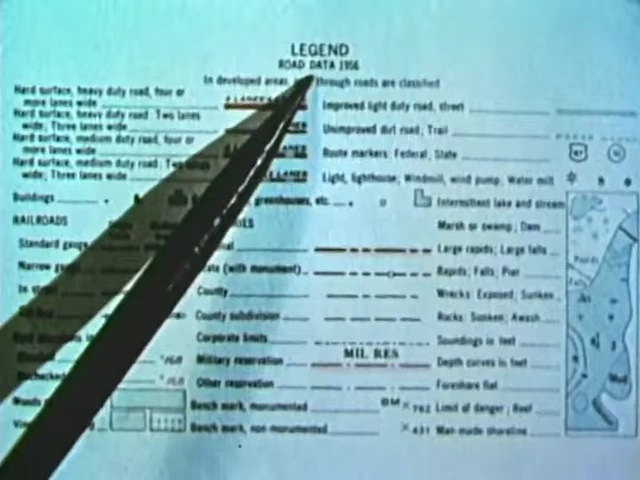 LEGEND
ROAD DATA 1956
In developed areas, through roads are classified
Hard surface, heavy duty road, four or
more lanes wide
Hard surface, heavy duty road: Two lanes
wide; Three lanes wide
Hard surface, medium duty road, four or
more lanes wide
Hard surface, medium duty road: Two
wide; Three lanes wide
Improved light duty road, street
Unimproved dirt road; Trail
Route markers: Federal; State
Light, lighthouse; Windmill, wind pump; Water mill
Buildings
greenhouses, etc.
Intermittent lake and stream
RAILROADS
Marsh or swamp; Dam
Standard gauge
Large rapids; Large falls
Narrow
(with monument)
Rapids; Falls; Pier
County
Wrecks: Exposed; Sunken
County subdivision
Rocks: Sunken; Awash
Corporate limits
Soundings in feet
Military reservation
MIL RES
Depth curves in feet
Other reservation
Foreshore flat
Bench mark, monumented
BM × 792
Limit of danger; Reef
Bench mark, non-monumented
× 431
Man-made shoreline
Rapids
Falls
Mud